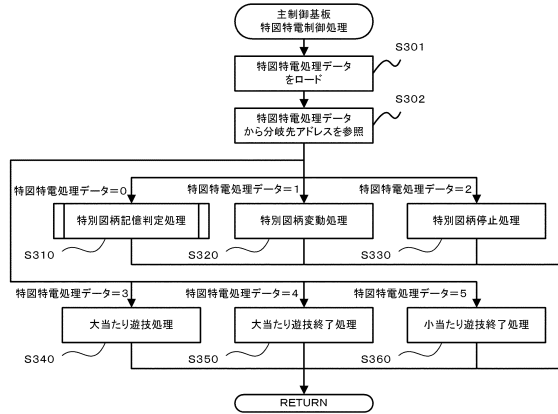 主制御基板
特図特電制御処理
S301
特図特電処理データ
をロード
S302
特図特電処理データ
から分岐先アドレスを参照
特図特電処理データ=0
特図特電処理データ=1
特図特電処理データ=2
特別図柄記憶判定処理
特別図柄変動処理
特別図柄停止処理
S310
S320
S330
特図特電処理データ=3
特図特電処理データ=4
特図特電処理データ=5
大当たり遊技処理
大当たり遊技終了処理
小当たり遊技終了処理
S340
S350
S360
RETURN